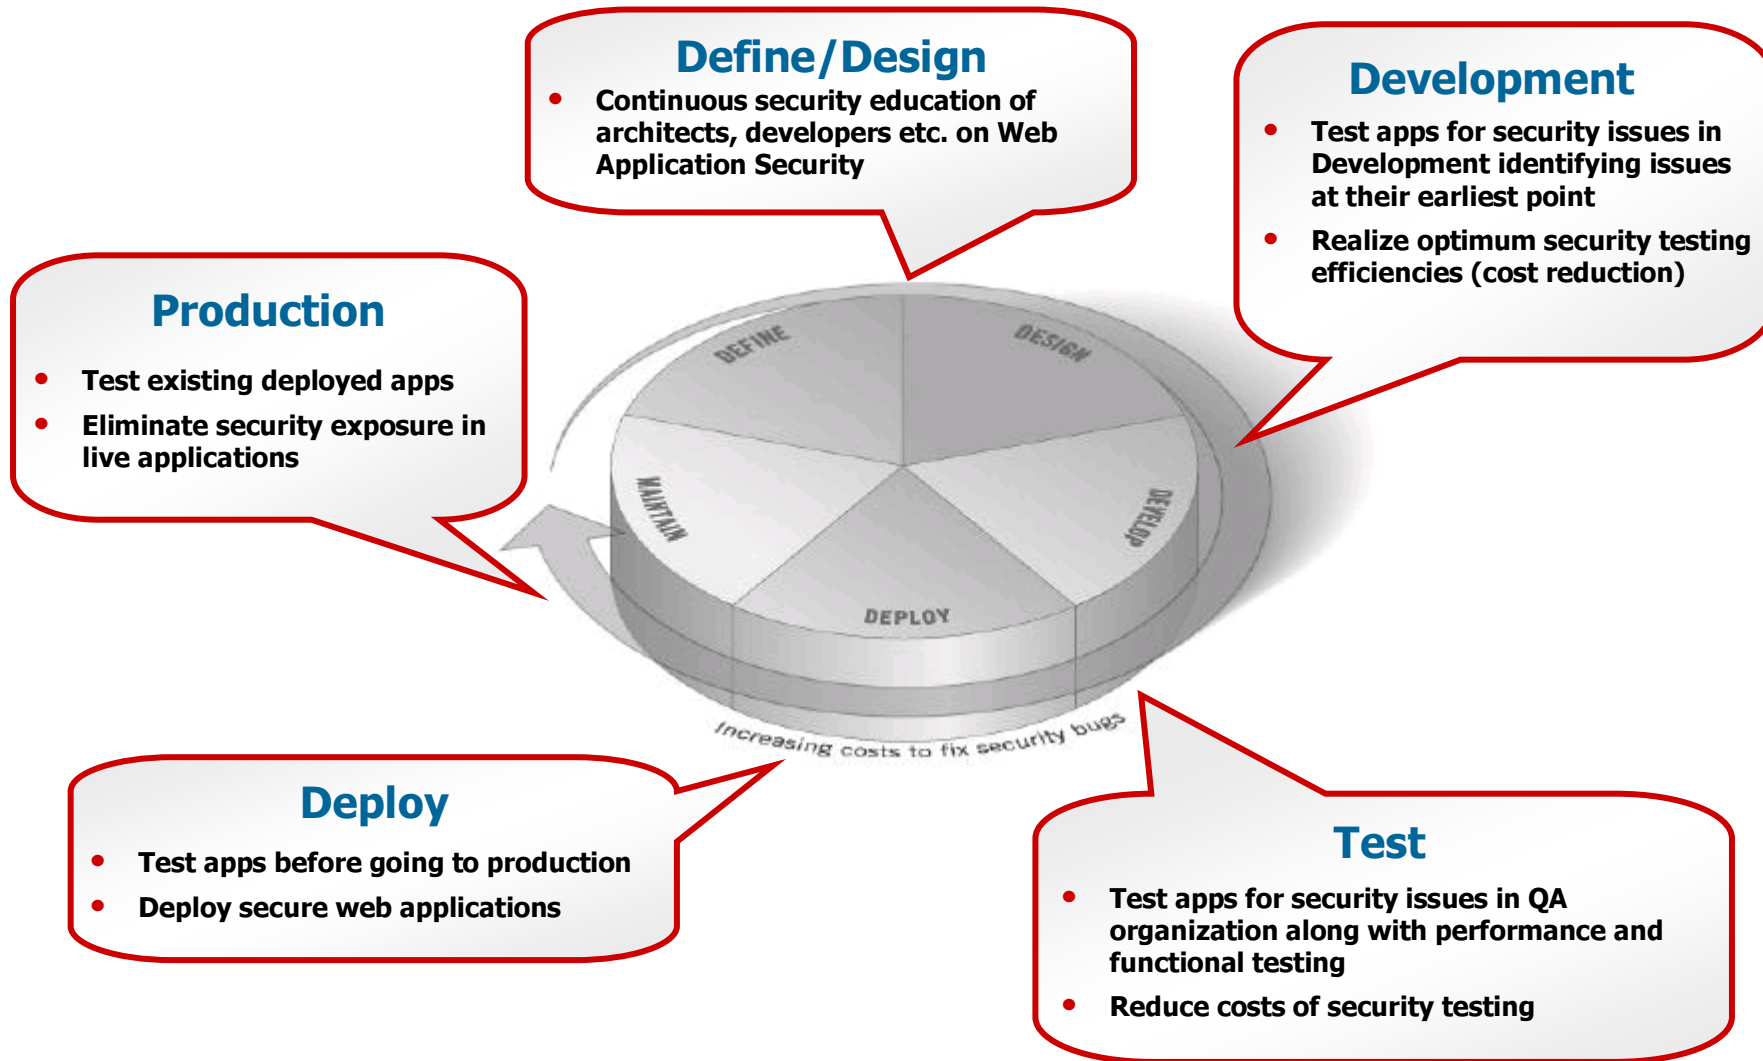 Define/Design
• Continuous security education of
architects, developers etc. on Web
Application Security
Development
• Test apps for security issues in
Development identifying issues
at their earliest point
• Realize optimum security testing
efficiencies (cost reduction)
Production
• Test existing deployed apps
• Eliminate security exposure in
live applications
DEFINE
DESIGN
MAINTAIN
DEVELOP
DEPLOY
Increasing costs to fix security bugs
Deploy
• Test apps before going to production
• Deploy secure web applications
Test
• Test apps for security issues in QA
organization along with performance and
functional testing
• Reduce costs of security testing